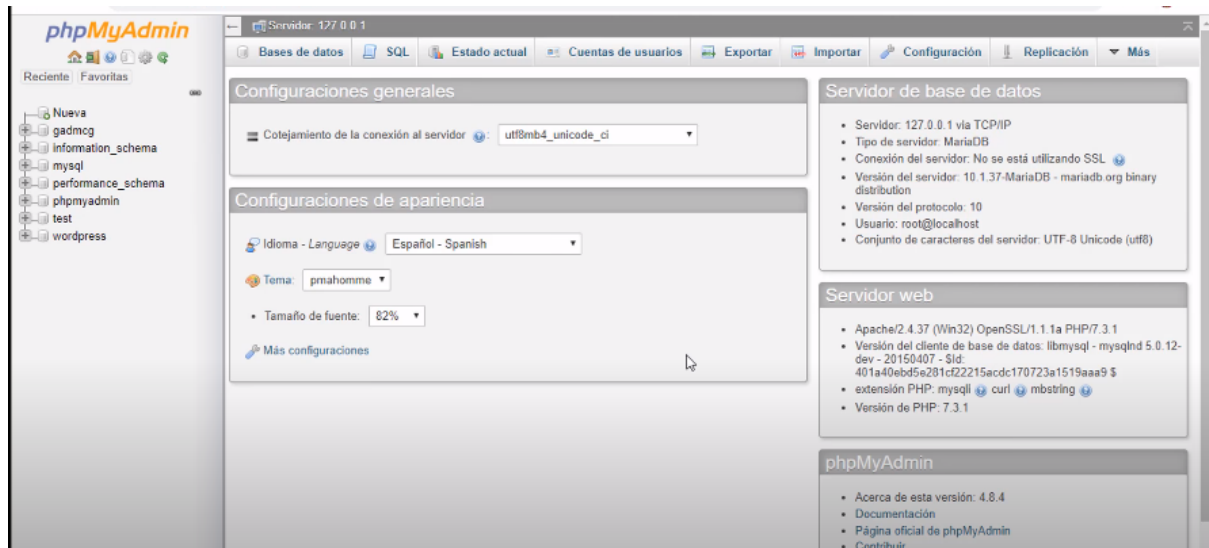 phpMyAdmin
Reciente Favoritas
Nueva
gadmcg
information_schema
mysql
performance_schema
phpmyadmin
test
wordpress
Servidor: 127.0.0.1
Bases de datos SQL Estado actual Cuentas de usuarios Exportar Importar Configuración Replicación Más
Configuraciones generales
Cotejamiento de la conexión al servidor : utf8mb4_unicode_ci
Configuraciones de apariencia
Idioma - Language Español - Spanish
Tema: pmahomme
• Tamaño de fuente: 82%
Más configuraciones
Servidor de base de datos
• Servidor: 127.0.0.1 via TCP/IP
• Tipo de servidor: MariaDB
• Conexión del servidor: No se está utilizando SSL
• Versión del servidor: 10.1.37-MariaDB - mariadb.org binary
distribution
• Versión del protocolo: 10
• Usuario: root@localhost
• Conjunto de caracteres del servidor: UTF-8 Unicode (utf8)
Servidor web
• Apache/2.4.37 (Win32) OpenSSL/1.1.1a PHP/7.3.1
• Versión del cliente de base de datos: libmysql - mysqlnd 5.0.12-
dev - 20150407 - $Id:
401a40ebd5e281cf22215acdc170723a1519aaa9 $
• extensión PHP: mysqli curl mbstring
• Versión de PHP: 7.3.1
phpMyAdmin
• Acerca de esta versión: 4.8.4
• Documentación
• Página oficial de phpMyAdmin
• Contribuir